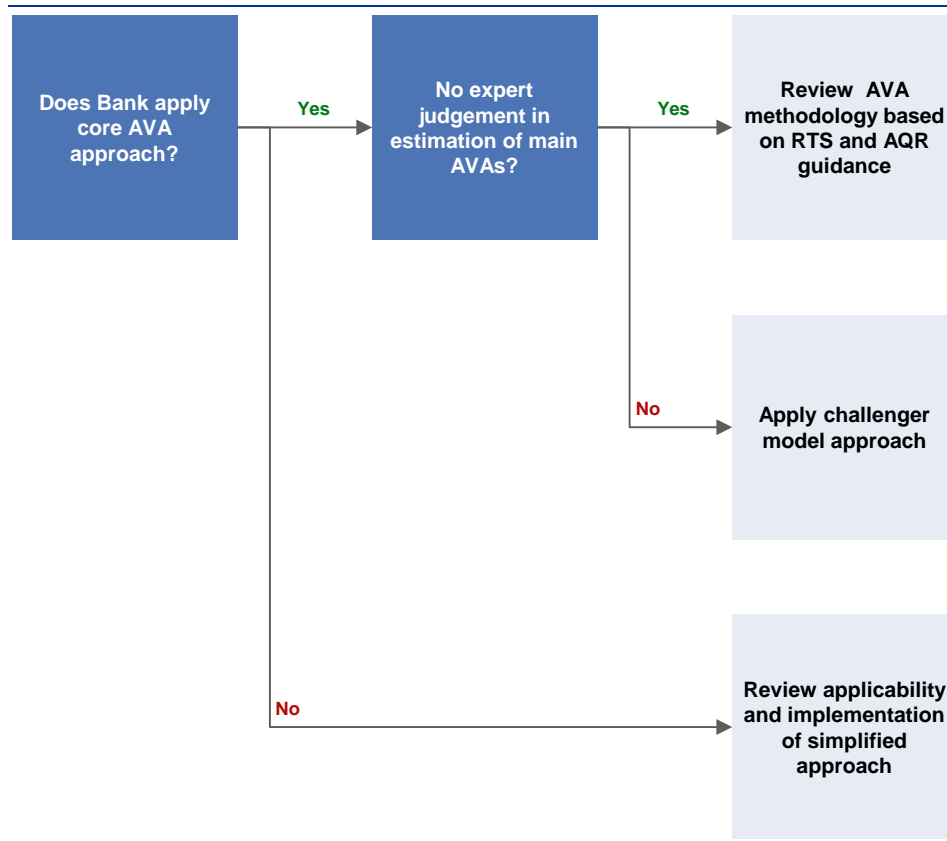 Does Bank apply
core AVA
approach?
Yes
No expert
judgement in
estimation of main
AVAs?
Yes
Review AVA
methodology based
on RTS and AQR
guidance
No
Apply challenger
model approach
No
Review applicability
and implementation
of simplified
approach